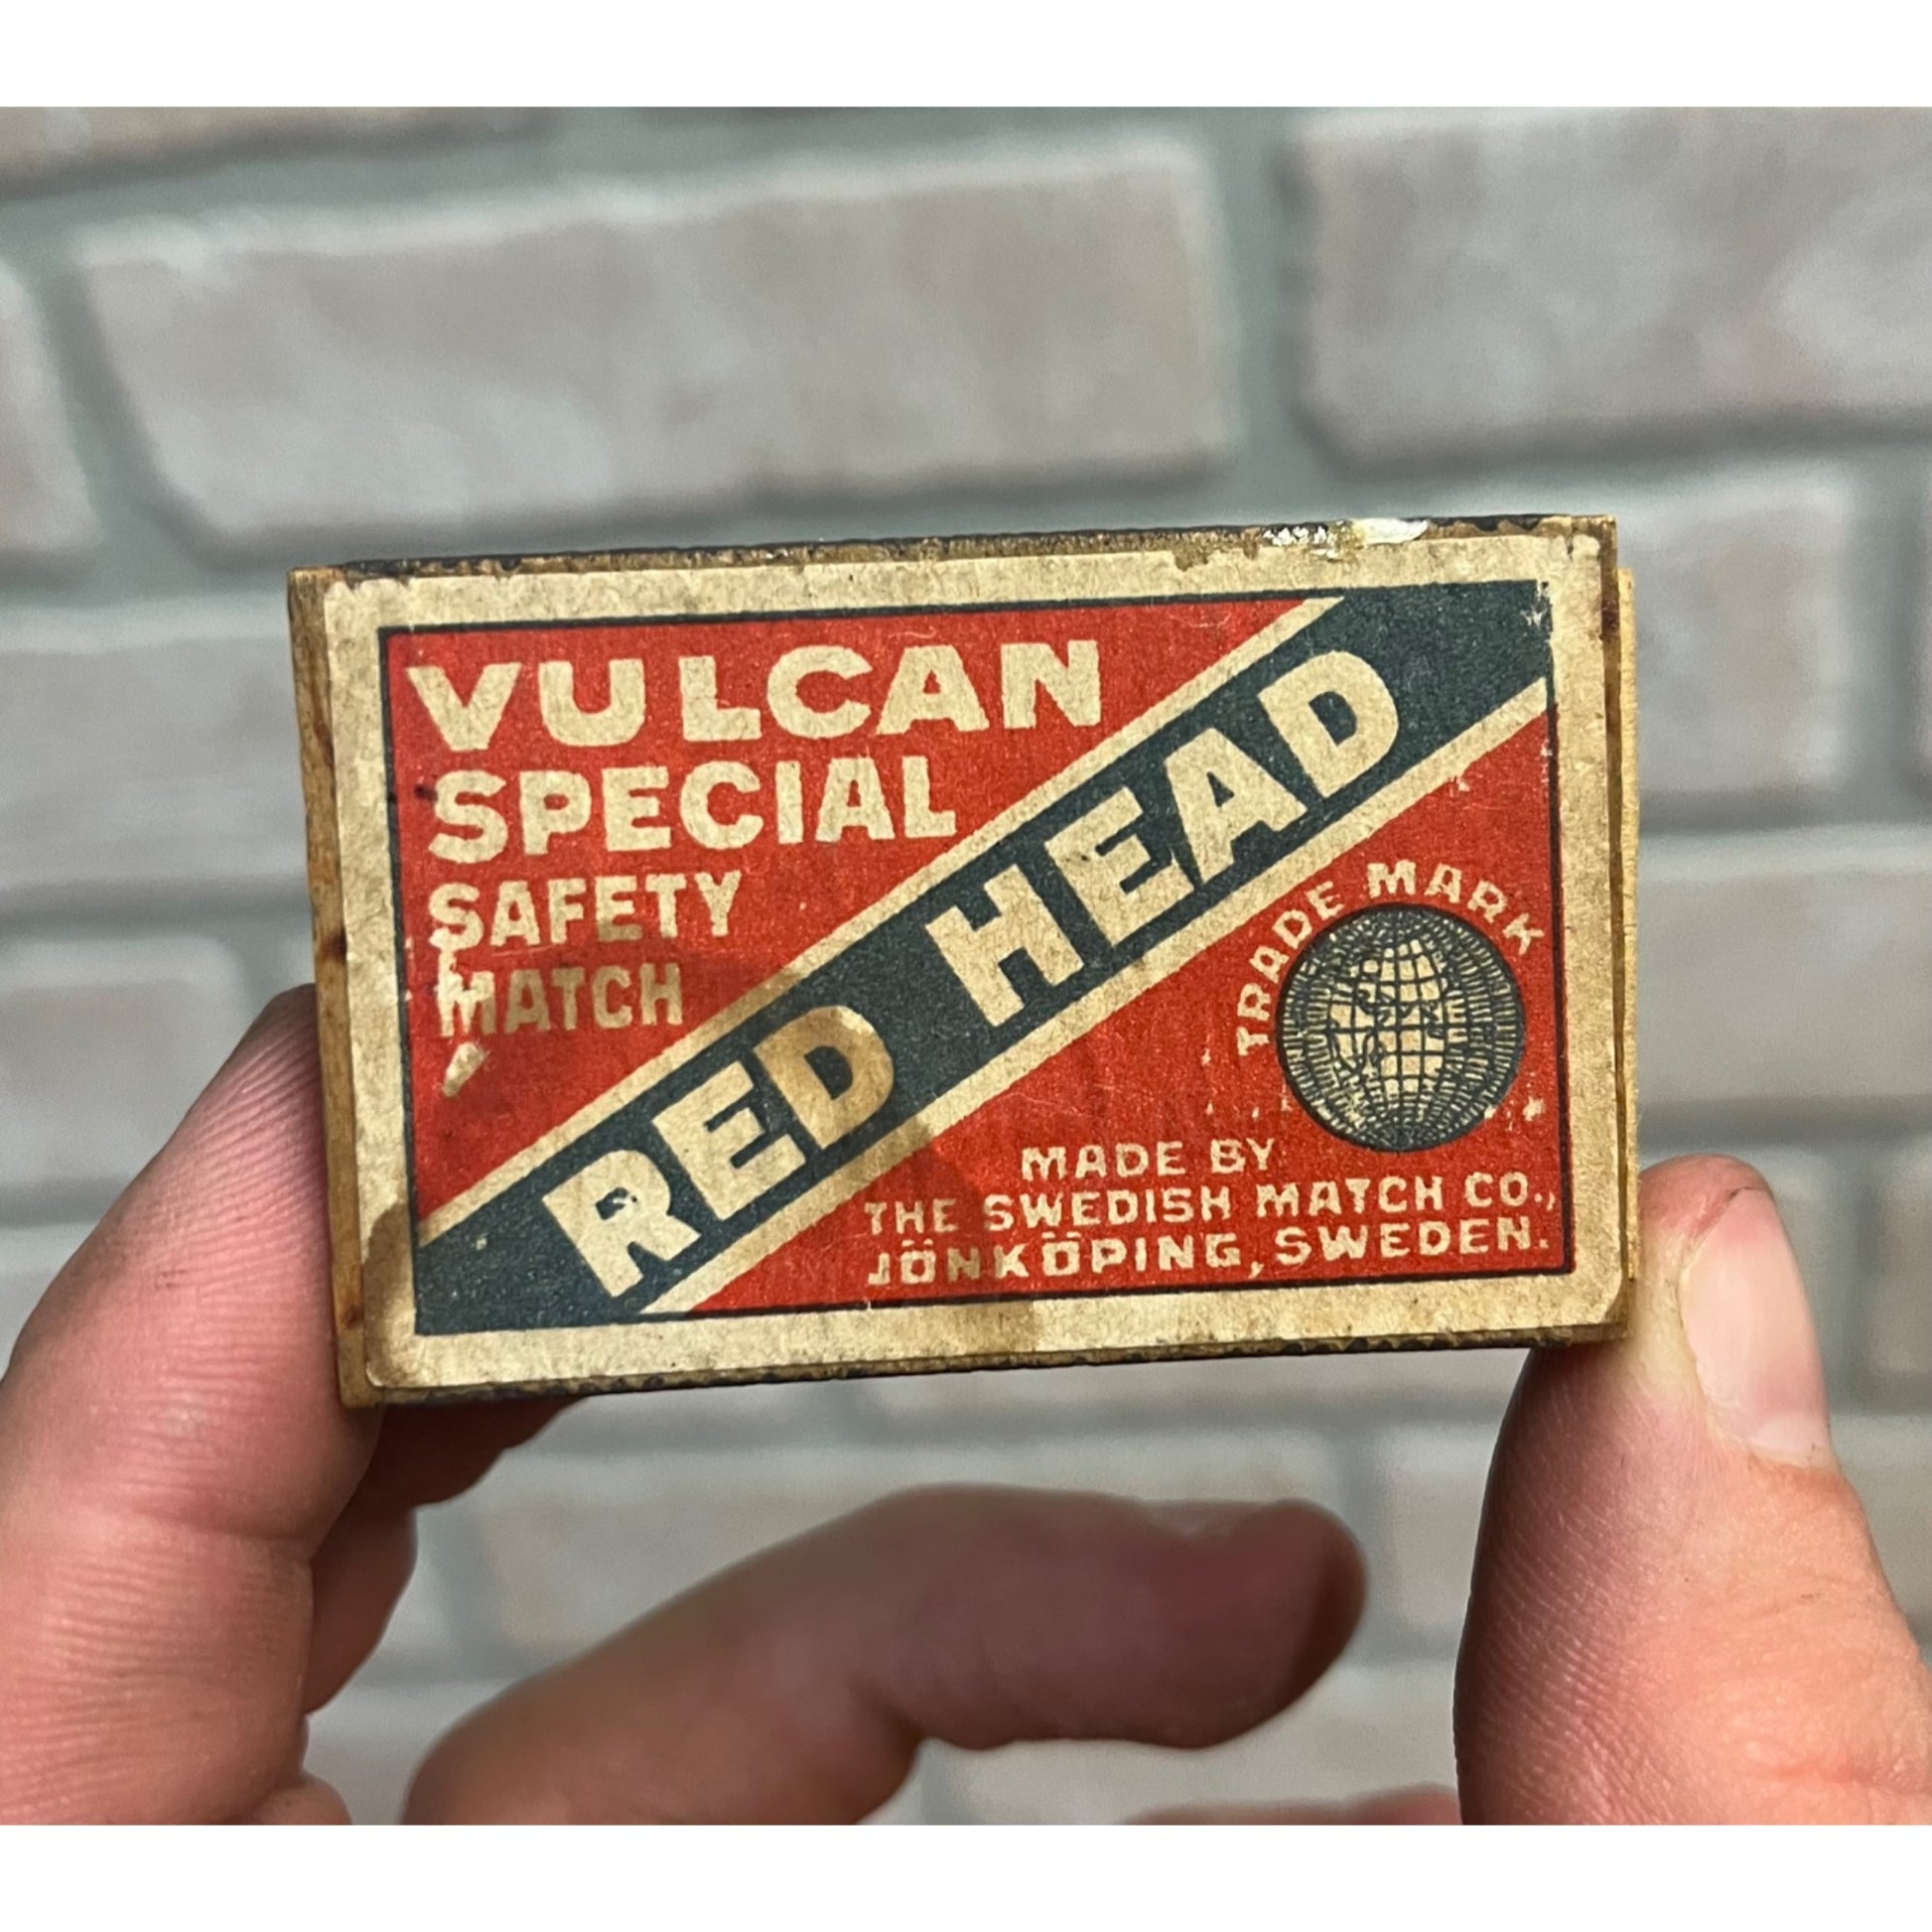 VULCAN
SPECIAL
SAFETY
MATCH
RED HEAD
TRADE MARK
MADE BY
THE SWEDISH MATCH CO.,
JÖNKÖPING, SWEDEN.